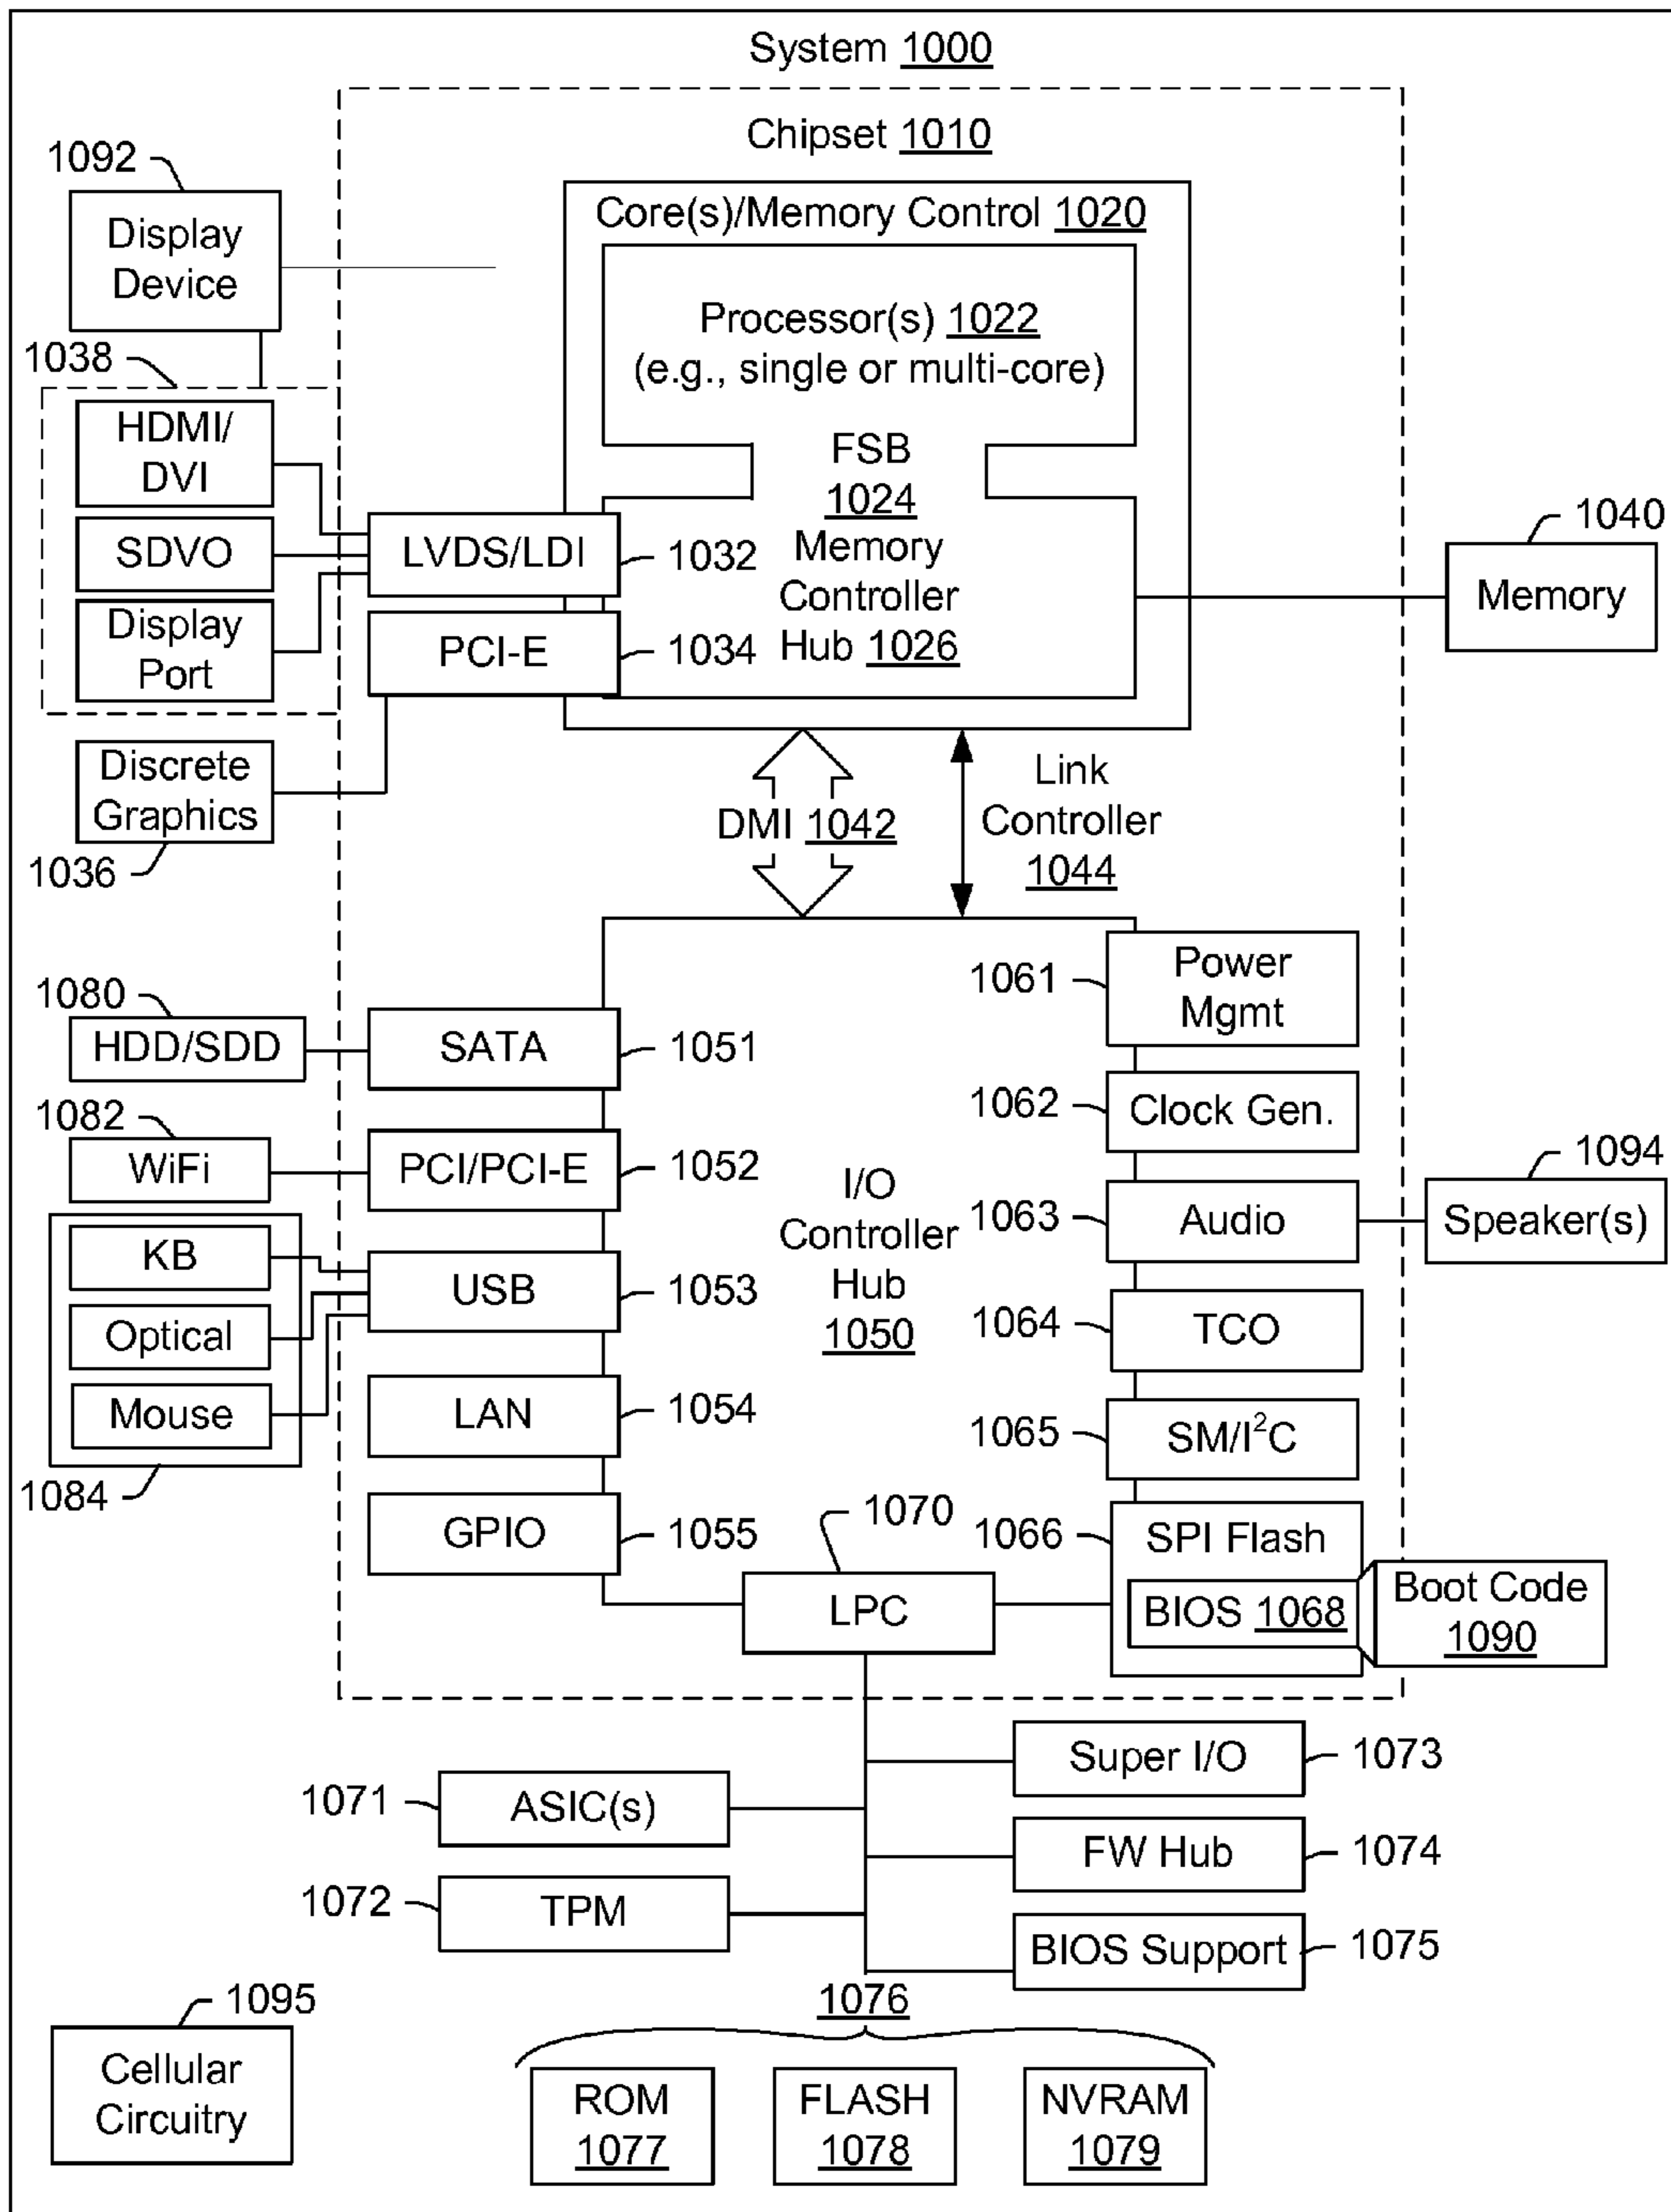 System 1000
Chipset 1010
1092
Display
Device
Core(s)/Memory Control 1020
Processor(s) 1022
(e.g., single or multi-core)
FSB
1024
Memory
Controller
Hub 1026
1038
HDMI/
DVI
SDVO
Display
Port
LVDS/LDI
1032
PCI-E
1034
1040
Memory
Discrete
Graphics
1036
DMI 1042
Link
Controller
1044
1080
HDD/SDD
SATA
1051
1082
WiFi
PCI/PCI-E
1052
KB
Optical
Mouse
1084
USB
1053
LAN
1054
GPIO
1055
I/O
Controller
Hub
1050
1061
Power
Mgmt
1062
Clock Gen.
1063
Audio
1094
Speaker(s)
1064
TCO
1065
SM/I²C
1066
SPI Flash
BIOS 1068
Boot Code
1090
1070
LPC
1071
ASIC(s)
1072
TPM
Super I/O
1073
FW Hub
1074
BIOS Support
1075
1095
Cellular
Circuitry
1076
ROM
1077
FLASH
1078
NVRAM
1079